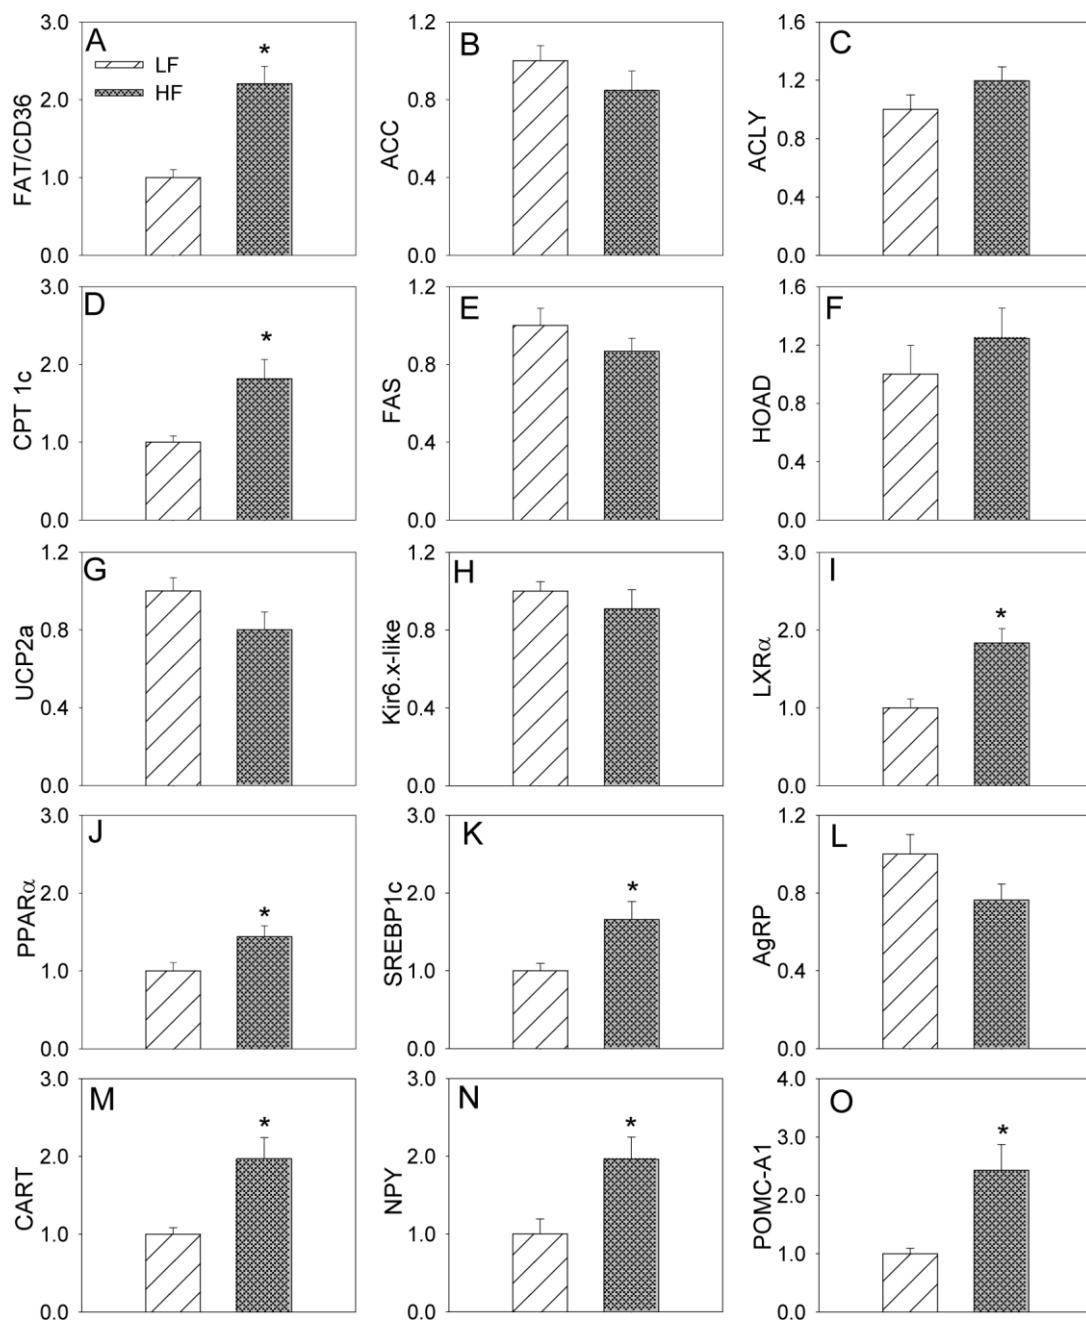 A
FAT/CD36
3.0
2.0
1.0
0.0
LF
HF
*
B
ACC
1.2
0.8
0.4
0.0
C
ACLY
1.6
1.2
0.8
0.4
0.0
D
CPT 1c
3.0
2.0
1.0
0.0
*
E
FAS
1.2
0.8
0.4
0.0
F
HOAD
1.6
1.2
0.8
0.4
0.0
G
UCP2a
1.2
0.8
0.4
0.0
H
Kir6.x-like
1.2
0.8
0.4
0.0
I
LXRα
3.0
2.0
1.0
0.0
*
J
PPARα
3.0
2.0
1.0
0.0
*
K
SREBP1c
3.0
2.0
1.0
0.0
*
L
AgRP
1.2
0.8
0.4
0.0
M
CART
3.0
2.0
1.0
0.0
*
N
NPY
3.0
2.0
1.0
0.0
*
O
POMC-A1
4.0
3.0
2.0
1.0
0.0
*